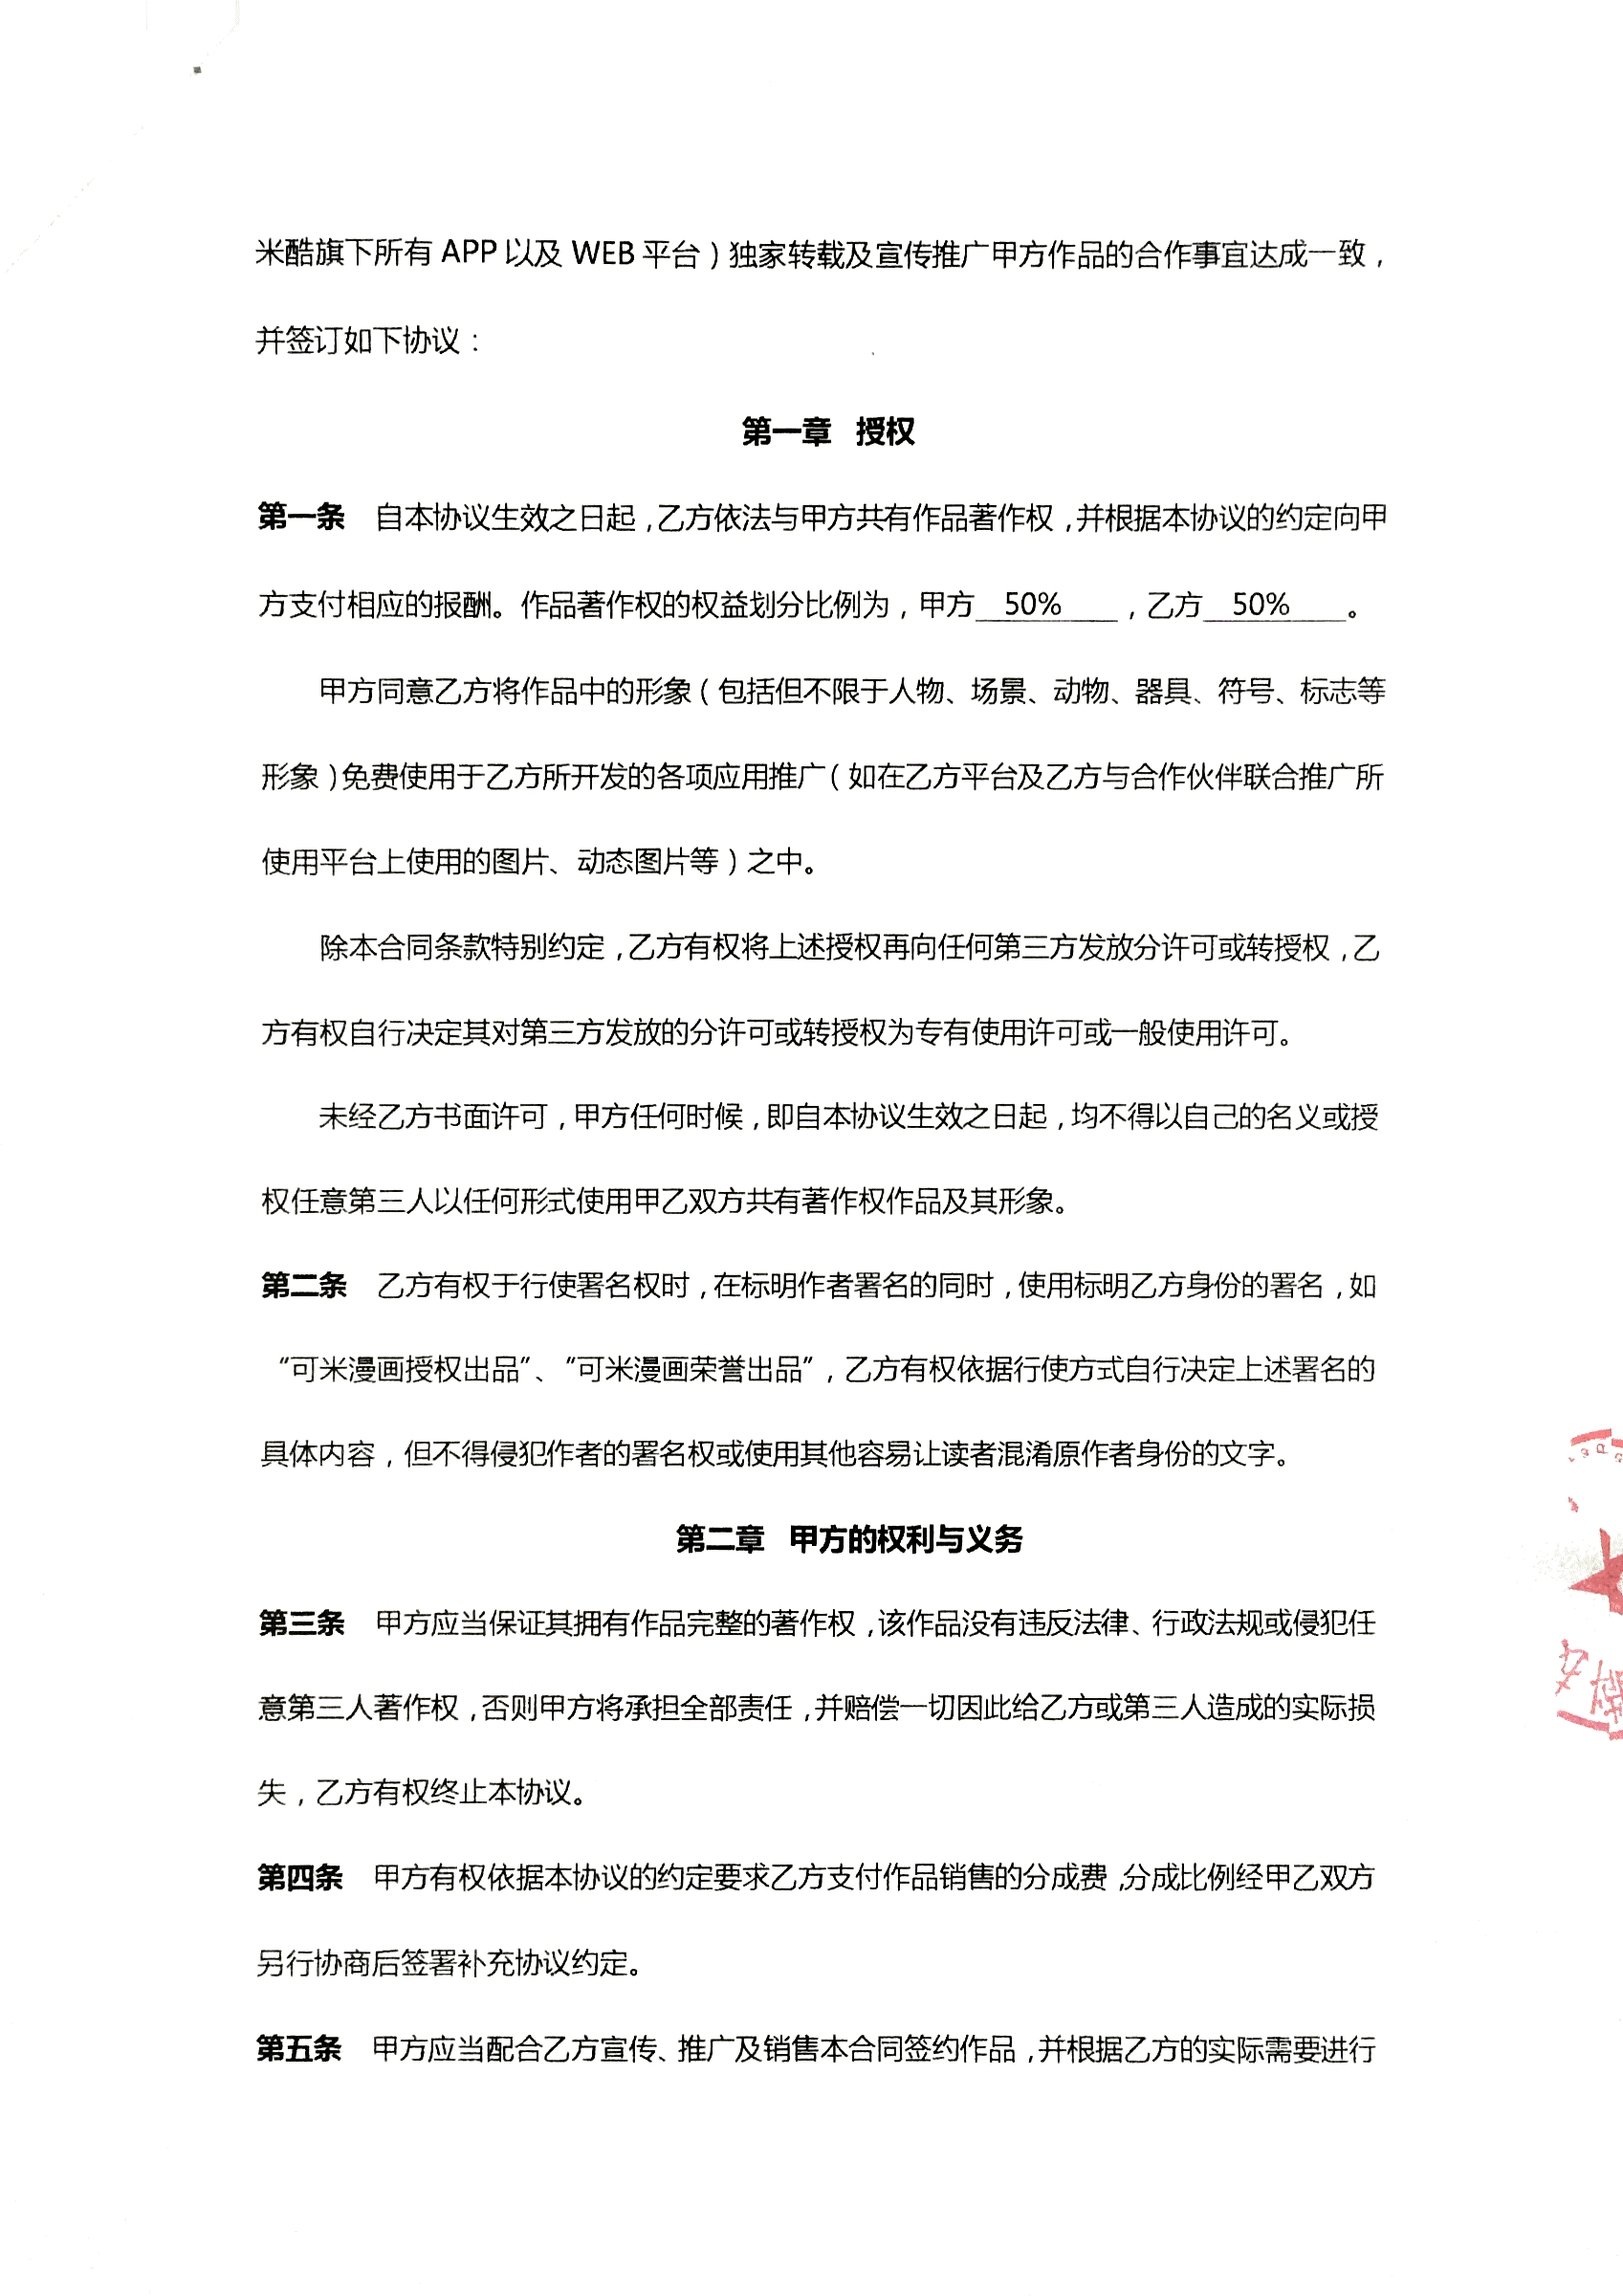 米酷旗下所有 APP 以及 WEB 平台）独家转载及宣传推广甲方作品的合作事宜达成一致，
并签订如下协议：
第一章 授权
第一条 自本协议生效之日起，乙方依法与甲方共有作品著作权，并根据本协议的约定向甲
方支付相应的报酬。作品著作权的权益划分比例为，甲方 50% ，乙方 50% 。
甲方同意乙方将作品中的形象（包括但不限于人物、场景、动物、器具、符号、标志等
形象）免费使用于乙方所开发的各项应用推广（如在乙方平台及乙方与合作伙伴联合推广所
使用平台上使用的图片、动态图片等）之中。
除本合同条款特别约定，乙方有权将上述授权再向任何第三方发放分许可或转授权，乙
方有权自行决定其对第三方发放的分许可或转授权为专有使用许可或一般使用许可。
未经乙方书面许可，甲方任何时候，即自本协议生效之日起，均不得以自己的名义或授
权任意第三人以任何形式使用甲乙双方共有著作权作品及其形象。
第二条 乙方有权于行使署名权时，在标明作者署名的同时，使用标明乙方身份的署名，如
“可米漫画授权出品”、“可米漫画荣誉出品”，乙方有权依据行使方式自行决定上述署名的
具体内容，但不得侵犯作者的署名权或使用其他容易让读者混淆原作者身份的文字。
第二章 甲方的权利与义务
第三条 甲方应当保证其拥有作品完整的著作权，该作品没有违反法律、行政法规或侵犯任
意第三人著作权，否则甲方将承担全部责任，并赔偿一切因此给乙方或第三人造成的实际损
失，乙方有权终止本协议。
第四条 甲方有权依据本协议的约定要求乙方支付作品销售的分成费，分成比例经甲乙双方
另行协商后签署补充协议约定。
第五条 甲方应当配合乙方宣传、推广及销售本合同签约作品，并根据乙方的实际需要进行